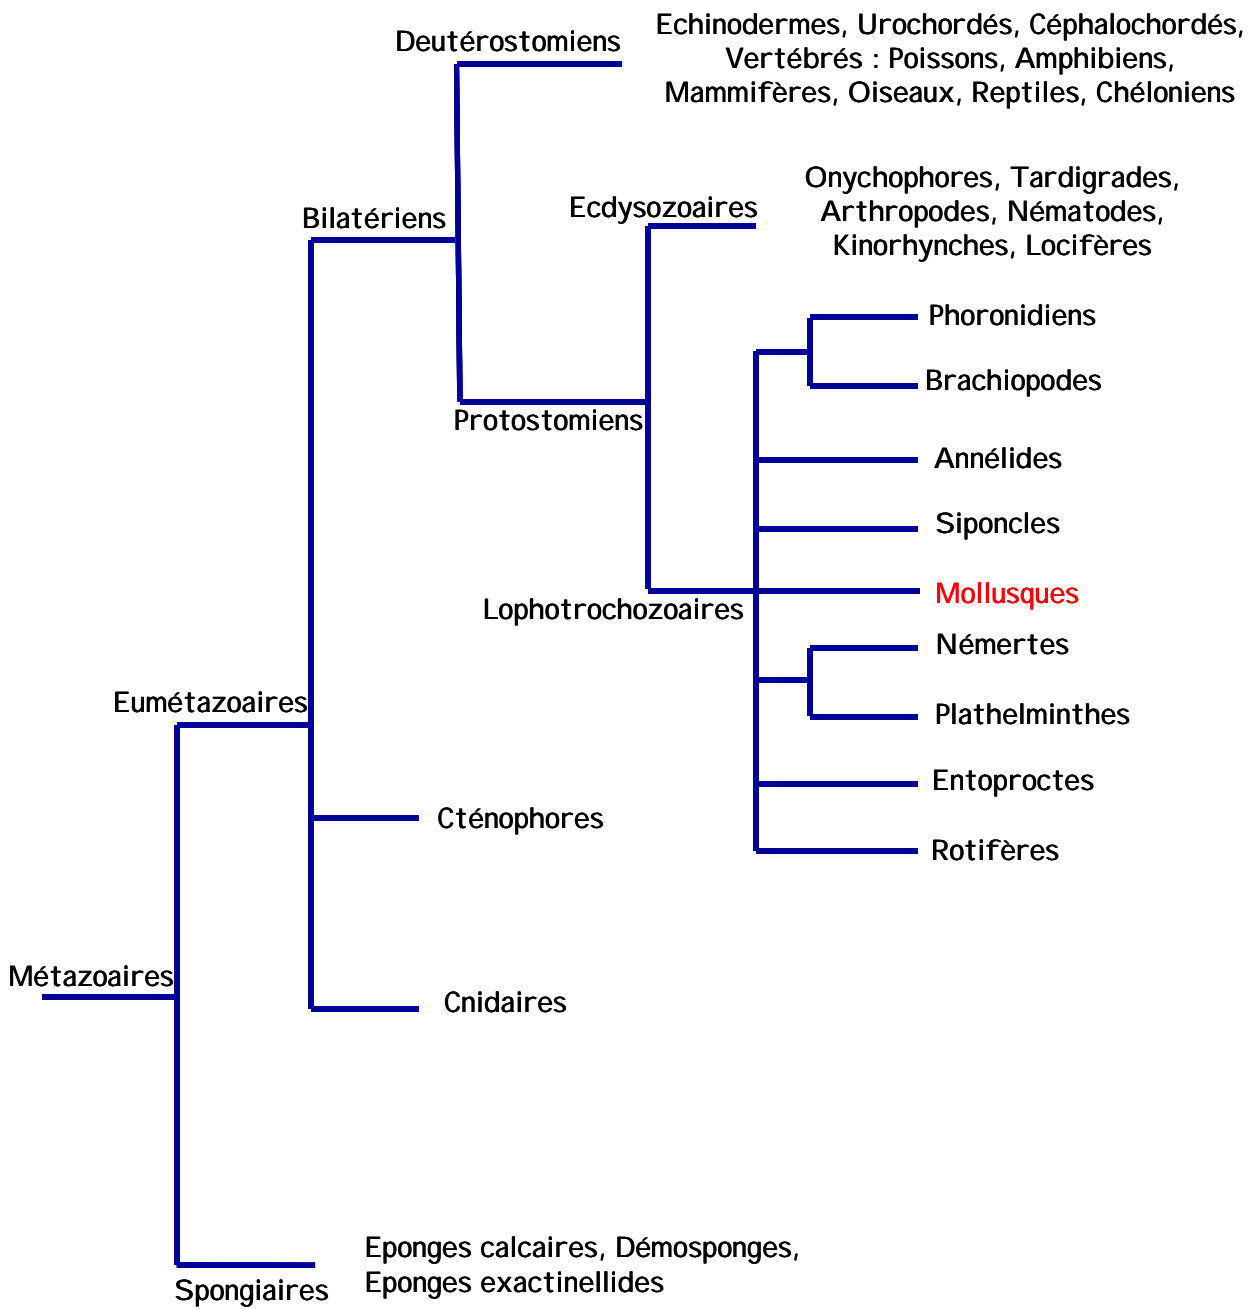 Deutérostomiens
Echinodermes, Urochordés, Céphalochordés,
Vertébrés : Poissons, Amphibiens,
Mammifères, Oiseaux, Reptiles, Chéloniens
Bilatériens
Ecdysozoaires
Onychophores, Tardigrades,
Arthropodes, Nématodes,
Kinorhynches, Locifères
Phoronidiens
Brachiopodes
Protostomiens
Annélides
Siponcles
Mollusques
Lophotrochozoaires
Némertes
Eumétazoaires
Plathelminthes
Entoproctes
Cténophores
Rotifères
Métazoaires
Cnidaires
Spongiaires
Eponges calcaires, Démosponges,
Eponges exactinellides